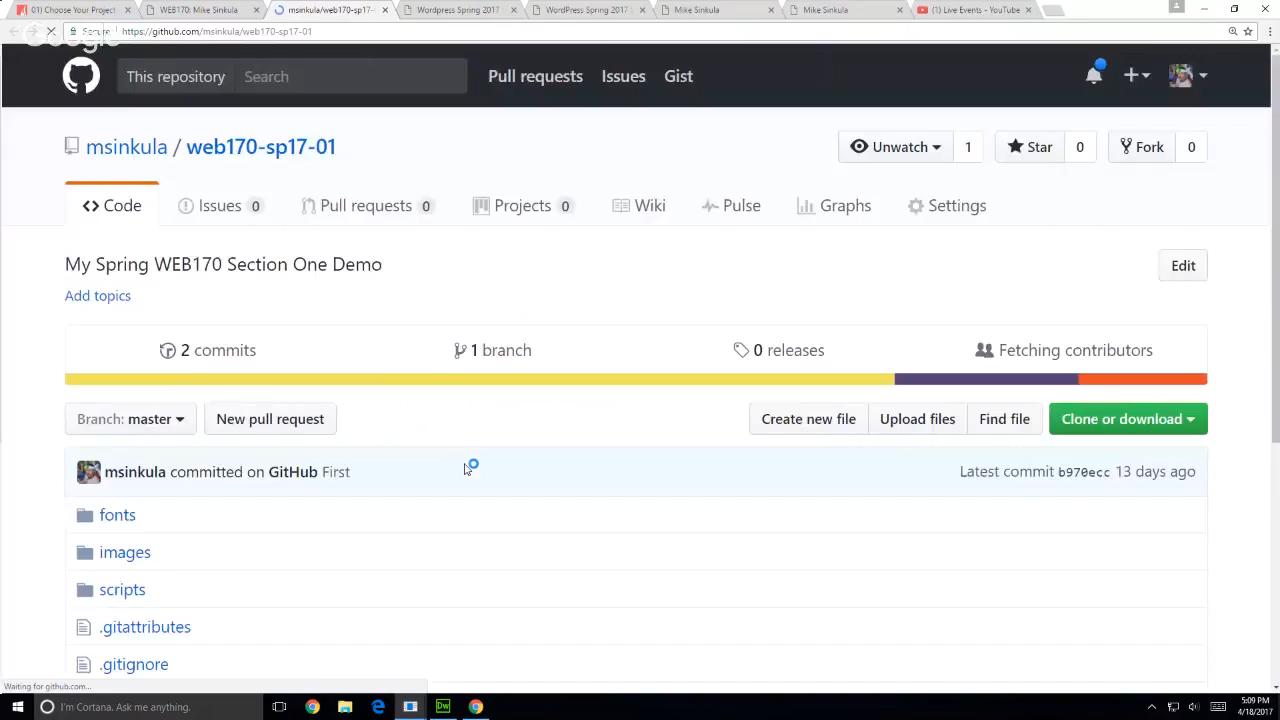 01) Choose Your Project
WEB170: Mike Sinkula
msinkula/web170-sp17-
Wordpress Spring 2017
WordPress Spring 2017
Mike Sinkula
Mike Sinkula
(1) Live Events - YouTube
Secure
https://github.com/msinkula/web170-sp17-01
Google
This repository
Search
Pull requests
Issues
Gist
msinkula / web170-sp17-01
Unwatch 1
Star 0
Fork 0
Code
Issues 0
Pull requests 0
Projects 0
Wiki
Pulse
Graphs
Settings
My Spring WEB170 Section One Demo
Edit
Add topics
2 commits
1 branch
0 releases
Fetching contributors
Branch: master
New pull request
Create new file
Upload files
Find file
Clone or download
msinkula committed on GitHub First
Latest commit b970ecc 13 days ago
fonts
images
scripts
.gitattributes
.gitignore
Waiting for github.com...
I'm Cortana. Ask me anything.
Dw
5:09 PM
4/18/2017